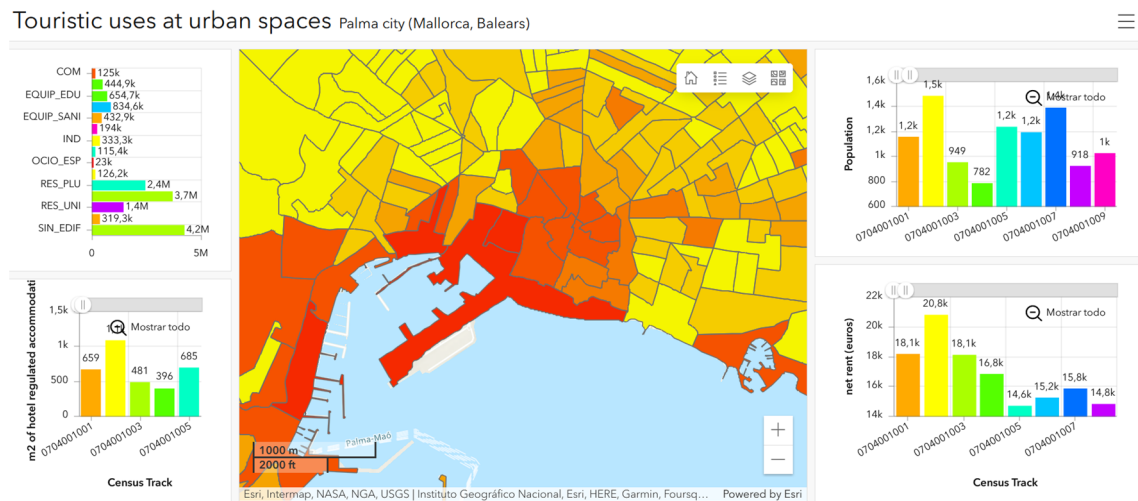 Touristic uses at urban spaces Palma city (Mallorca, Balears)
COM
125k
444,9k
EQUIP_EDU
654,7k
834,6k
EQUIP_SANI
432,9k
194k
IND
333,3k
115,4k
OCIO_ESP
23k
126,2k
RES_PLU
2,4M
3,7M
RES_UNI
1,4M
319,3k
SIN_EDIF
4,2M
0
5M
m2 of hotel regulated accommodati
1,5k
1k
500
0
Mostrar todo
659
481
396
685
0704001001
0704001003
0704001005
Census Track
Palma-Maó
1000 m
2000 ft
+
−
Esri, Intermap, NASA, NGA, USGS | Instituto Geográfico Nacional, Esri, HERE, Garmin, Foursq...
Powered by Esri
Population
1,6k
1,4k
1,2k
1k
800
600
Mostrar todo
1,2k
1,5k
949
782
1,2k
1,2k
1,4k
918
1k
0704001001
0704001003
0704001005
0704001007
0704001009
net rent (euros)
22k
20k
18k
16k
14k
Mostrar todo
18,1k
20,8k
18,1k
16,8k
14,6k
15,2k
15,8k
14,8k
0704001001
0704001003
0704001005
0704001007
Census Track